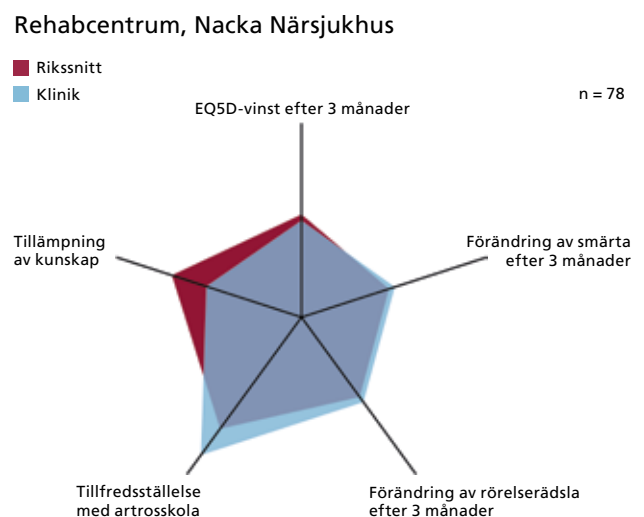 Rehabcentrum, Nacka Närsjukhus
Rikssnitt
Klinik
n = 78
EQ5D-vinst efter 3 månader
Tillämpning
av kunskap
Förändring av smärta
efter 3 månader
Tillfredsställelse
med artrosskola
Förändring av rörelserädsla
efter 3 månader